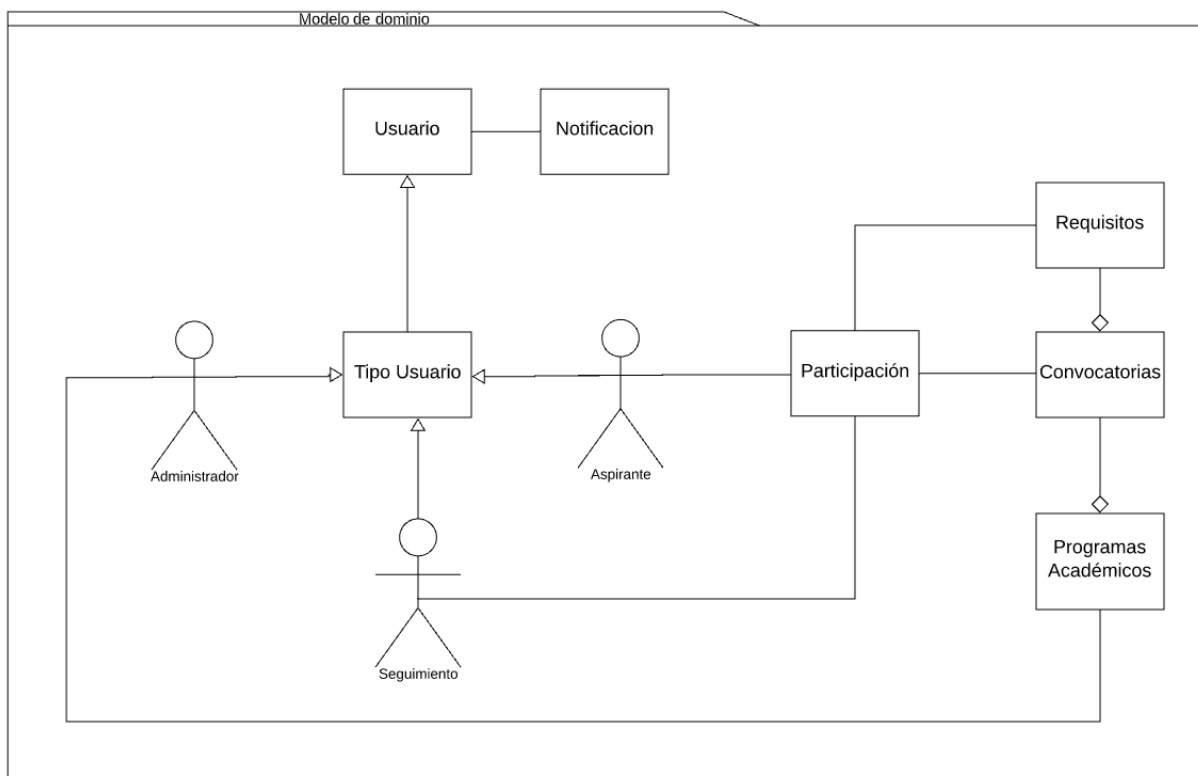 Modelo de dominio
Usuario
Notificacion
Requisitos
Tipo Usuario
Participación
Convocatorias
Administrador
Aspirante
Programas
Académicos
Seguimiento